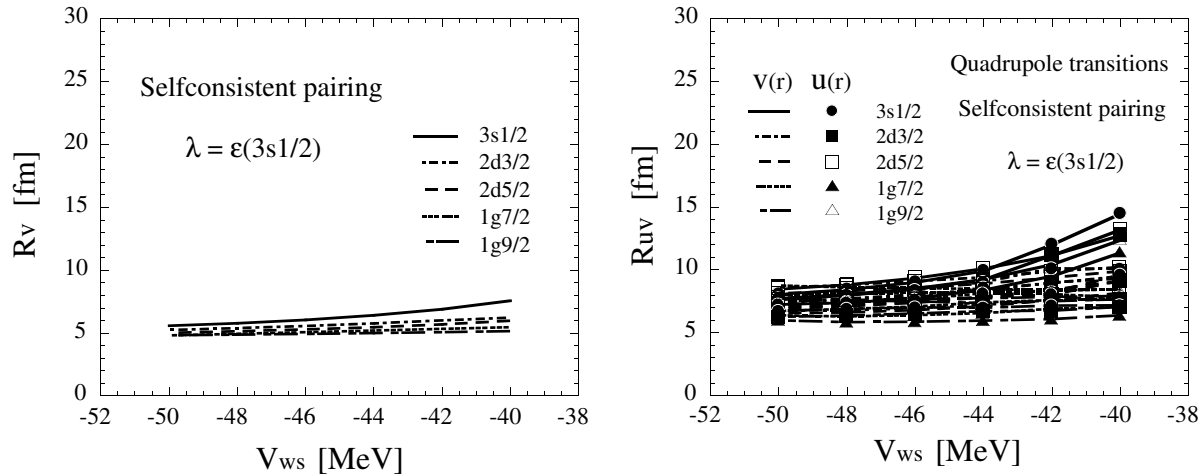 30
25
20
15
10
5
0
Rv [fm]
Selfconsistent pairing
λ = ε(3s1/2)
3s1/2
2d3/2
2d5/2
1g7/2
1g9/2
-52 -50 -48 -46 -44 -42 -40 -38
Vws [MeV]
30
25
20
15
10
5
0
Ruv [fm]
Quadrupole transitions
Selfconsistent pairing
λ = ε(3s1/2)
v(r) u(r)
3s1/2
2d3/2
2d5/2
1g7/2
1g9/2
-52 -50 -48 -46 -44 -42 -40 -38
Vws [MeV]